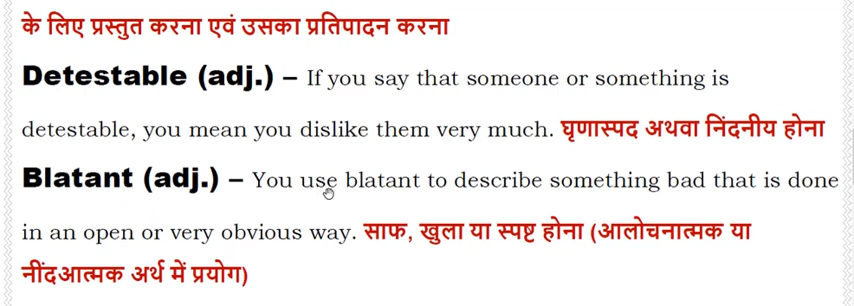 के लिए प्रस्तुत करना एवं उसका प्रतिपादन करना
Detestable (adj.) – If you say that someone or something is
detestable, you mean you dislike them very much. घृणास्पद अथवा निंदनीय होना
Blatant (adj.) – You use blatant to describe something bad that is done
in an open or very obvious way. साफ, खुला या स्पष्ट होना (आलोचनात्मक या
नींदआत्मक अर्थ में प्रयोग)